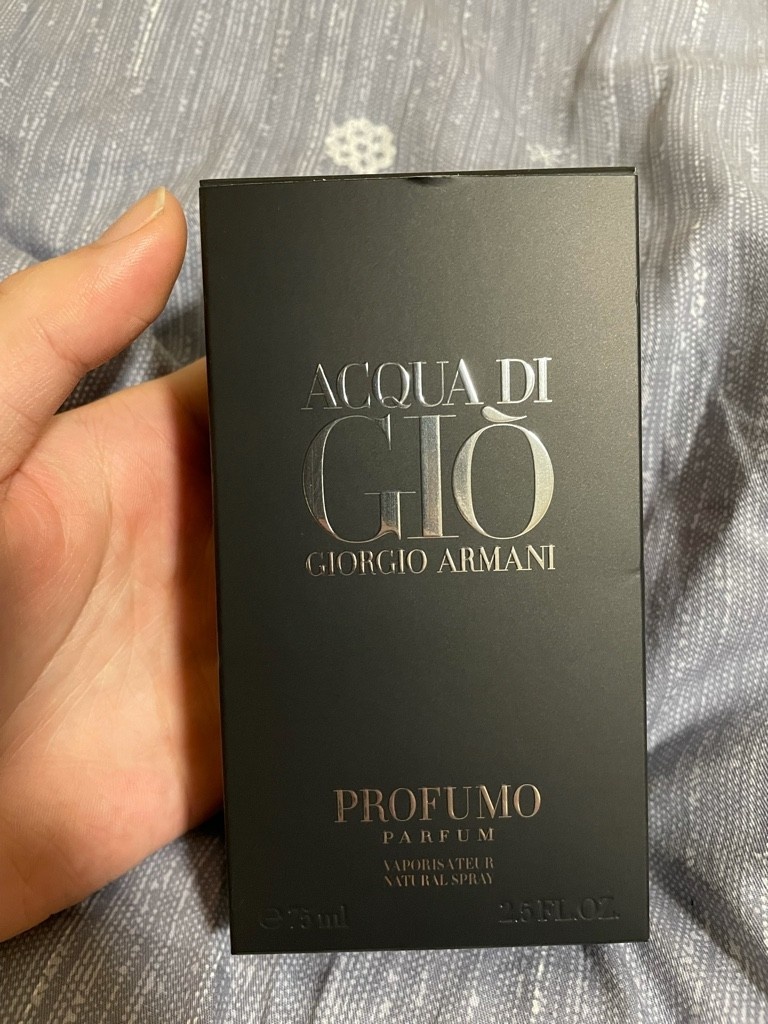 ACQUA DI
GIÒ
GIORGIO ARMANI
PROFUMO
PARFUM
VAPORISATEUR
NATURAL SPRAY
℮ 75 ml 2.5 FL.OZ.